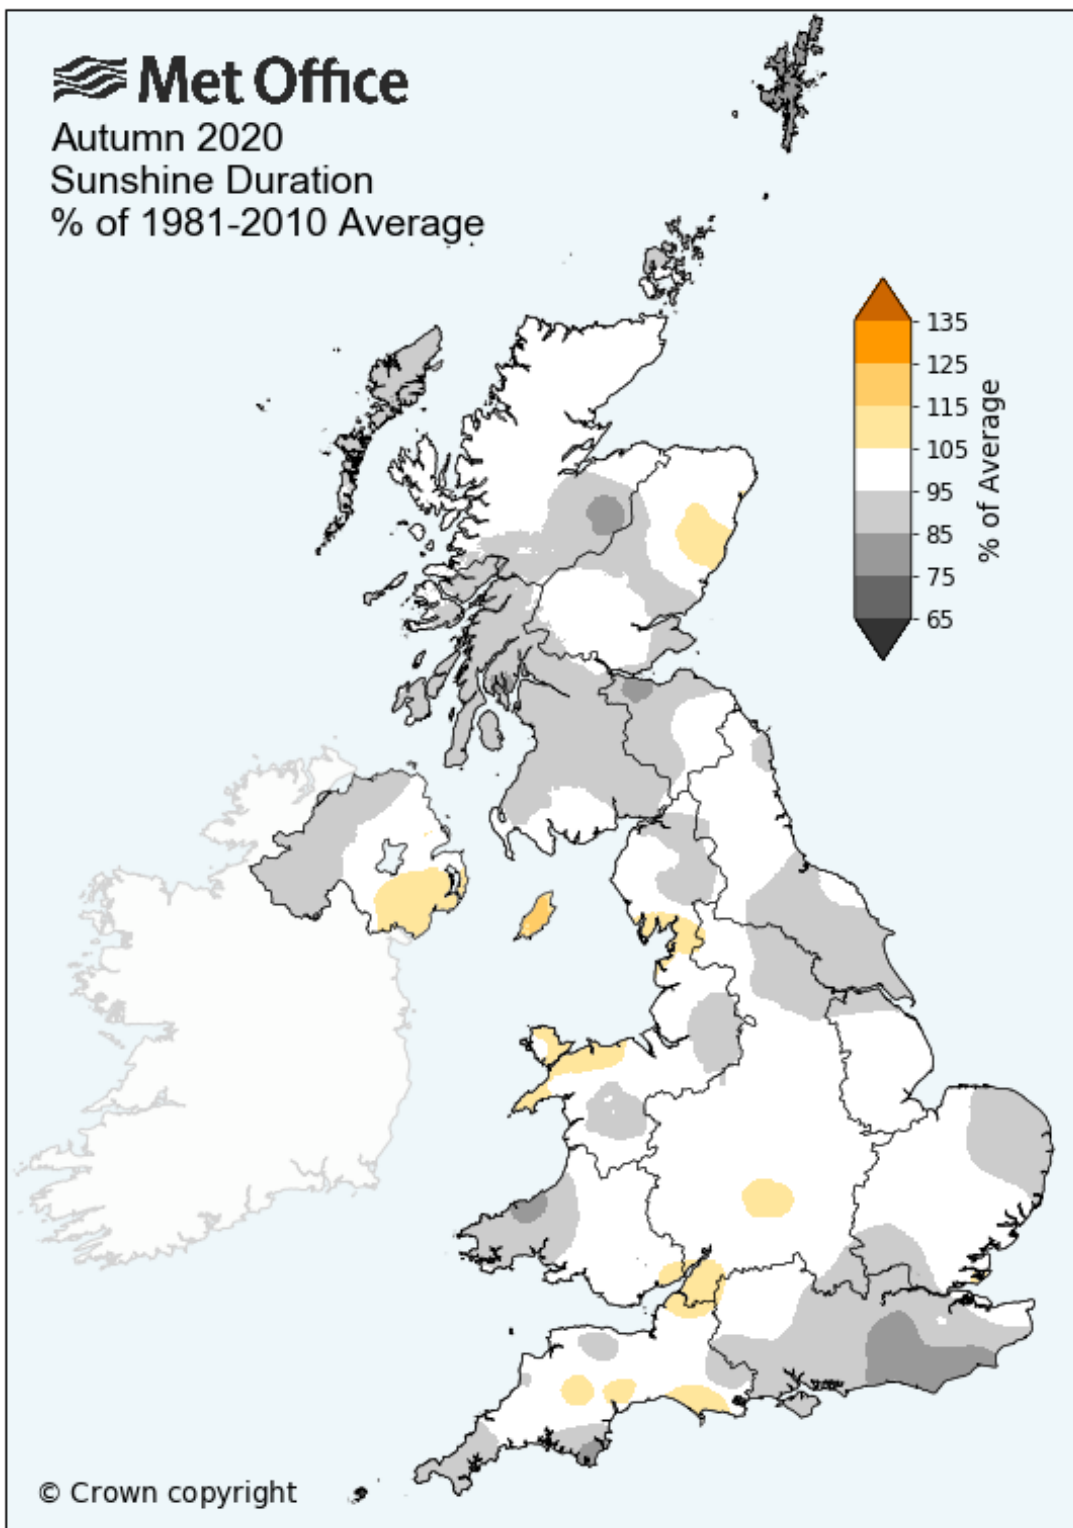 Met Office
Autumn 2020
Sunshine Duration
% of 1981-2010 Average
135
125
115
105
95
85
75
65
% of Average
© Crown copyright